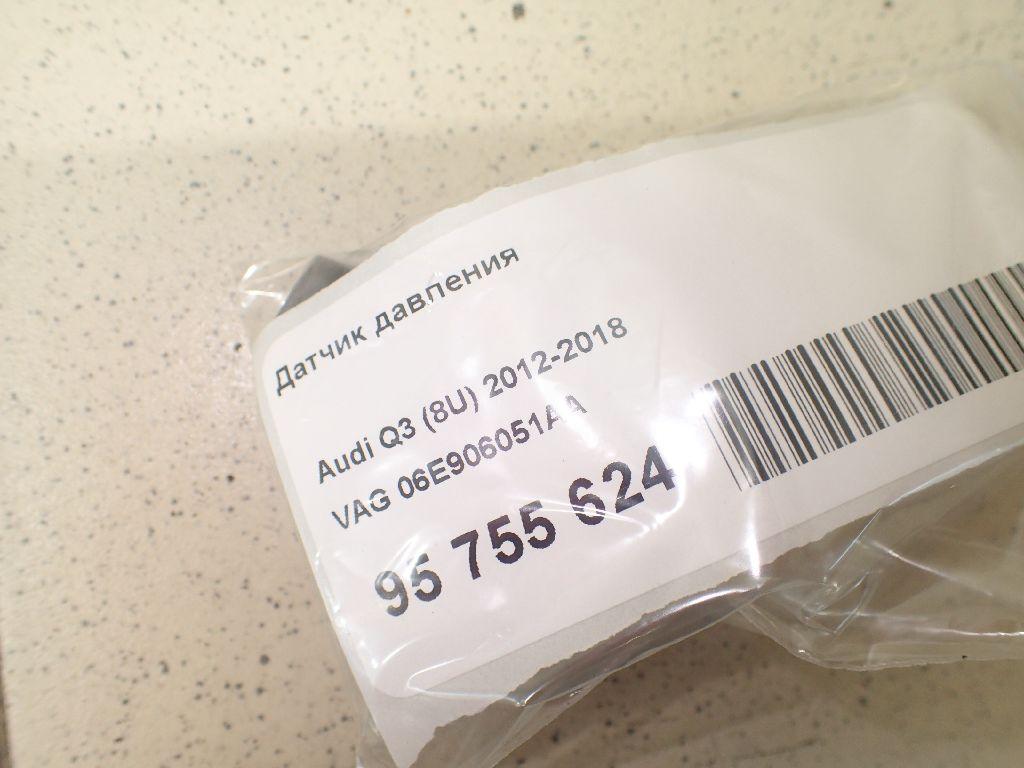 Датчик давления
Audi Q3 (8U) 2012-2018
VAG 06E906051AA
95 755 624